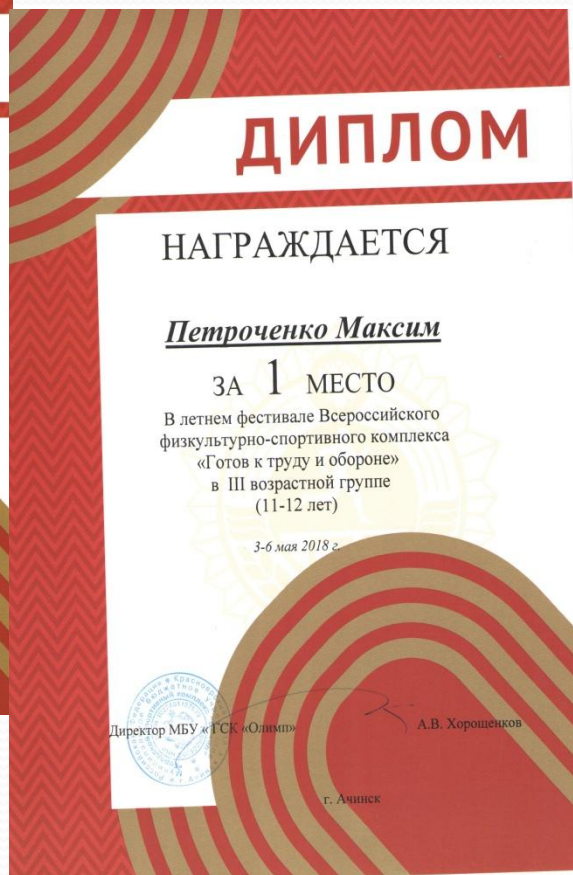 ДИПЛОМ
НАГРАЖДАЕТСЯ
Петроченко Максим
ЗА 1 МЕСТО
В летнем фестивале Всероссийского
физкультурно-спортивного комплекса
«Готов к труду и обороне»
в III возрастной группе
(11-12 лет)
3-6 мая 2018 г.
Директор МБУ « ГСК «Олимп» А.В. Хорощенков
г. Ачинск